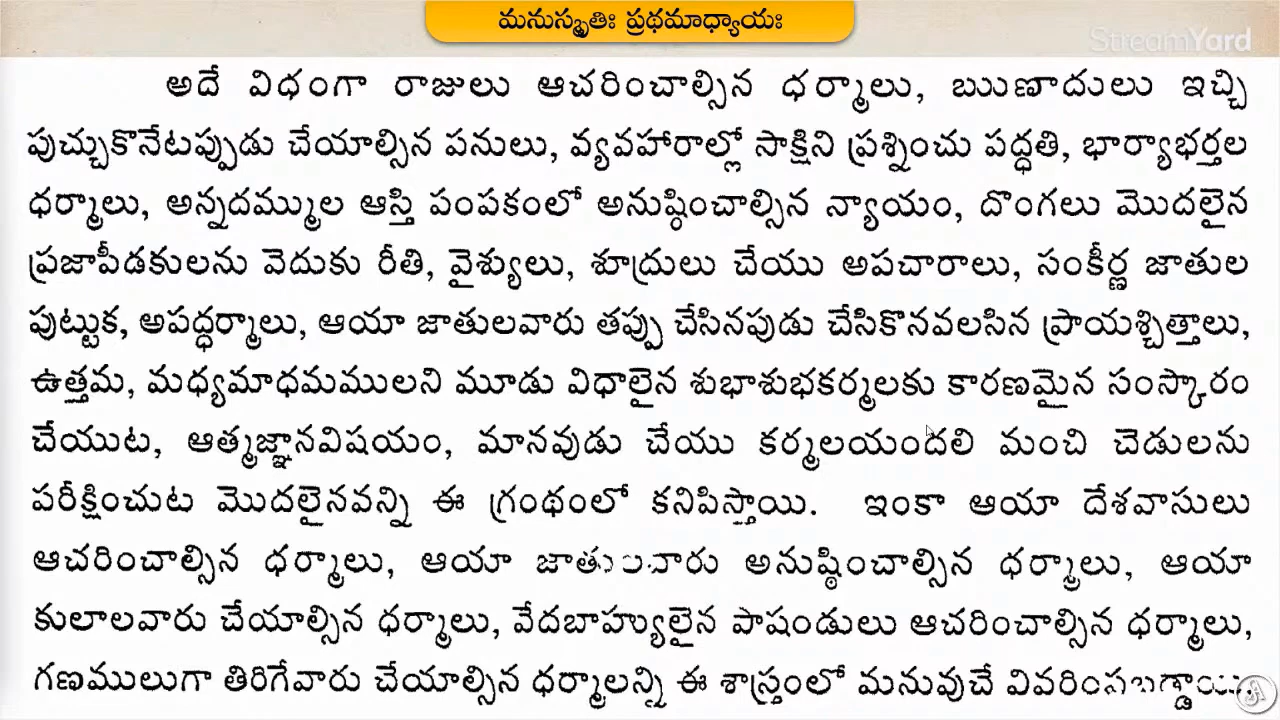 మనుస్మృతిః ప్రథమాధ్యాయః
StreamYard
అదే విధంగా రాజులు ఆచరించాల్సిన ధర్మాలు, ఋణాదులు ఇచ్చి
పుచ్చుకొనేటప్పుడు చేయాల్సిన పనులు, వ్యవహారాల్లో సాక్షిని ప్రశ్నించు పద్ధతి, భార్యాభర్తల
ధర్మాలు, అన్నదమ్ముల ఆస్తి పంపకంలో అనుష్ఠించాల్సిన న్యాయం, దొంగలు మొదలైన
ప్రజాపీడకులను వెదుకు రీతి, వైశ్యులు, శూద్రులు చేయు అపచారాలు, సంకీర్ణ జాతుల
పుట్టుక, అపద్ధర్మాలు, ఆయా జాతులవారు తప్పు చేసినపుడు చేసికొనవలసిన ప్రాయశ్చిత్తాలు,
ఉత్తమ, మధ్యమాధమములని మూడు విధాలైన శుభాశుభకర్మలకు కారణమైన సంస్కారం
చేయుట, ఆత్మజ్ఞానవిషయం, మానవుడు చేయు కర్మలయందలి మంచి చెడులను
పరీక్షించుట మొదలైనవన్ని ఈ గ్రంథంలో కనిపిస్తాయి. ఇంకా ఆయా దేశవాసులు
ఆచరించాల్సిన ధర్మాలు, ఆయా జాతులవారు అనుష్ఠించాల్సిన ధర్మాలు, ఆయా
కులాలవారు చేయాల్సిన ధర్మాలు, వేదబాహ్యులైన పాషండులు ఆచరించాల్సిన ధర్మాలు,
గణములుగా తిరిగేవారు చేయాల్సిన ధర్మాలన్ని ఈ శాస్త్రంలో మనువుచే